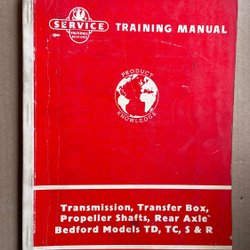 SERVICE
TRAINING MANUAL
PRODUCT
KNOWLEDGE
Transmission, Transfer Box,
Propeller Shafts, Rear Axle
Bedford Models TD, TC, S & R